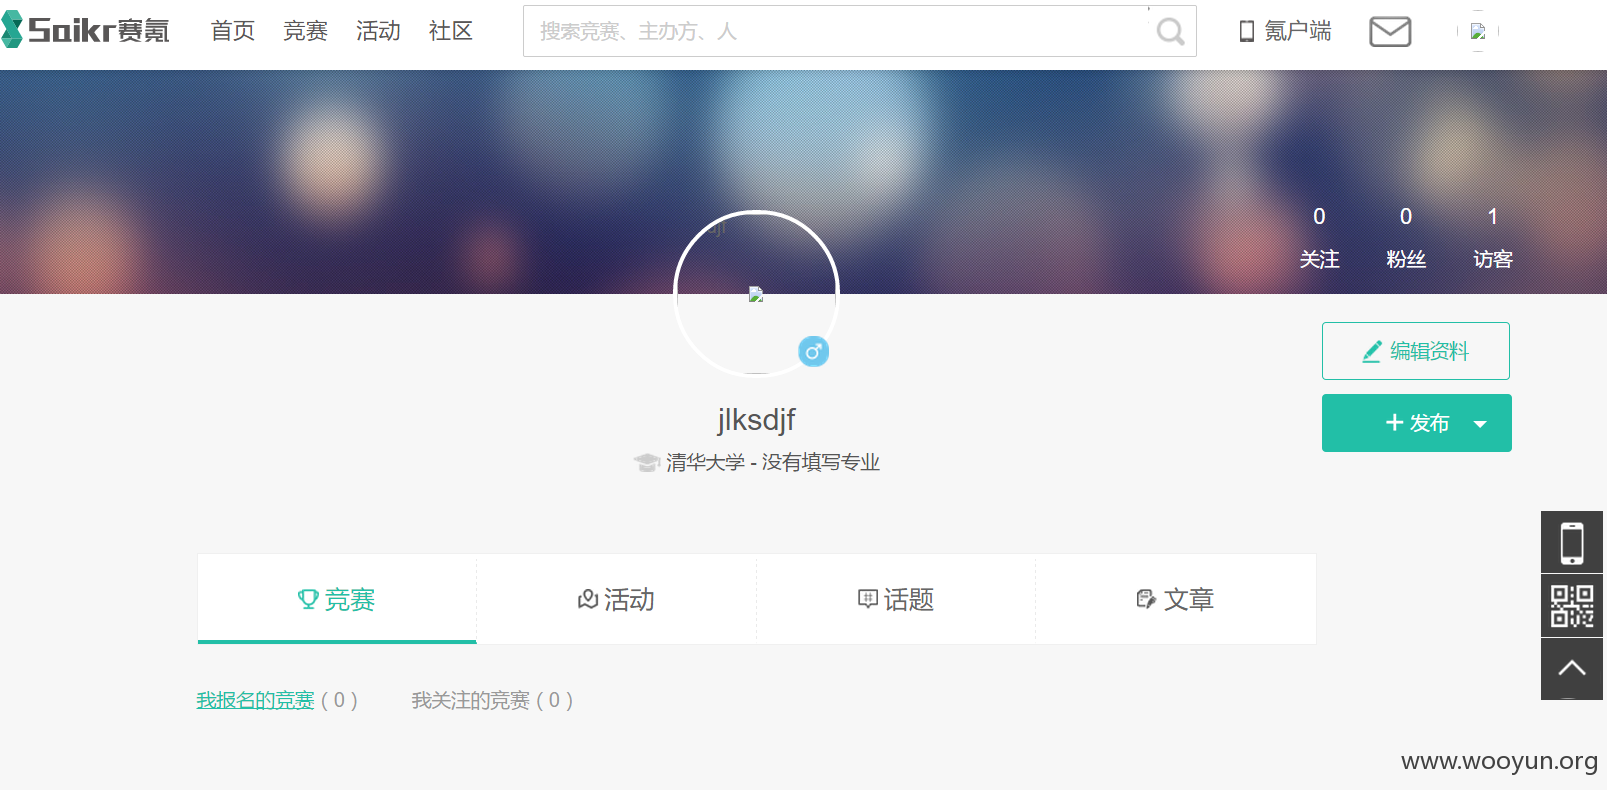 Saikr赛氪 首页 竞赛 活动 社区 搜索竞赛、主办方、人 氪户端
0 0 1
关注 粉丝 访客
编辑资料
+ 发布
jlksdjf
清华大学 - 没有填写专业
竞赛 活动 话题 文章
我报名的竞赛 ( 0 ) 我关注的竞赛 ( 0 )
www.wooyun.org